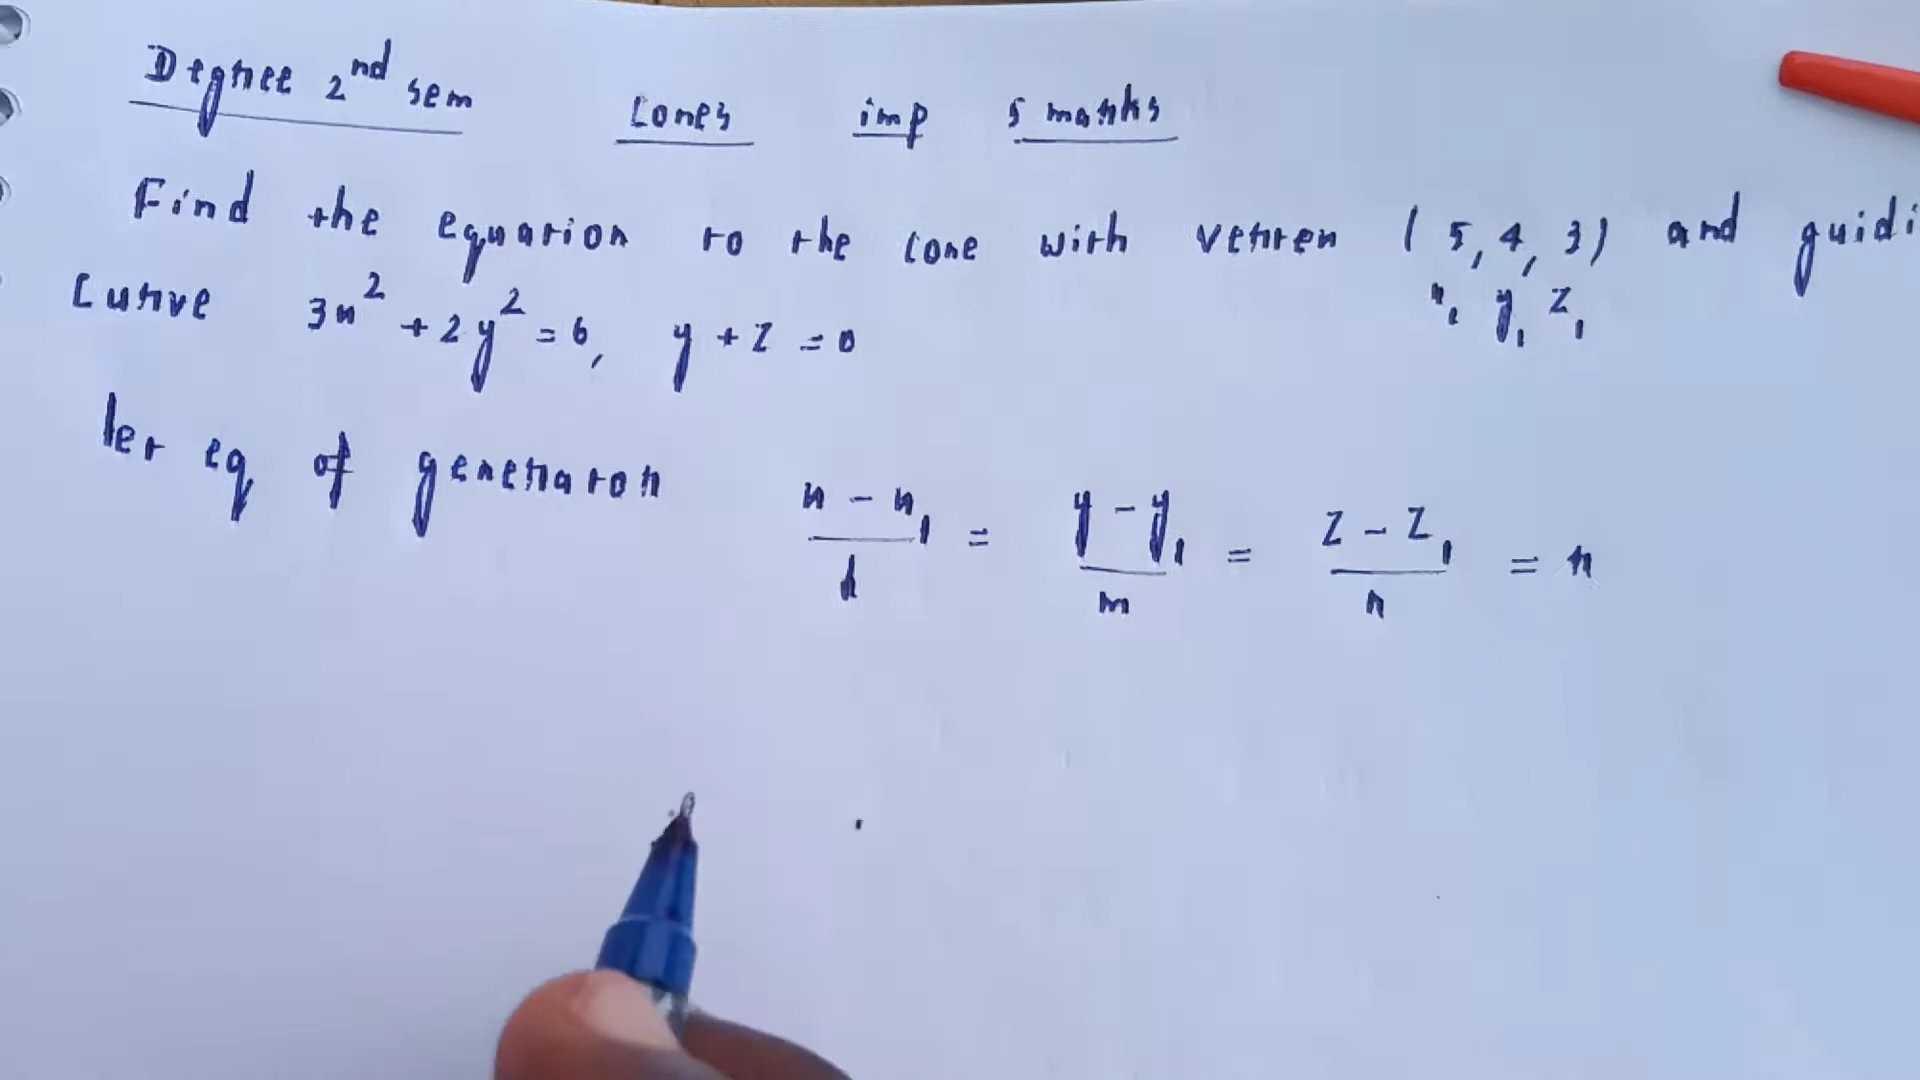 Degree 2nd sem   Cones   imp   5 marks
Find the equation to the cone with vertex (5, 4, 3) and guidi
x₁ y₁ z₁
Curve 3x² + 2y² = 6, y + z = 0
let eq of generator (x - x₁)/l = (y - y₁)/m = (z - z₁)/n = r